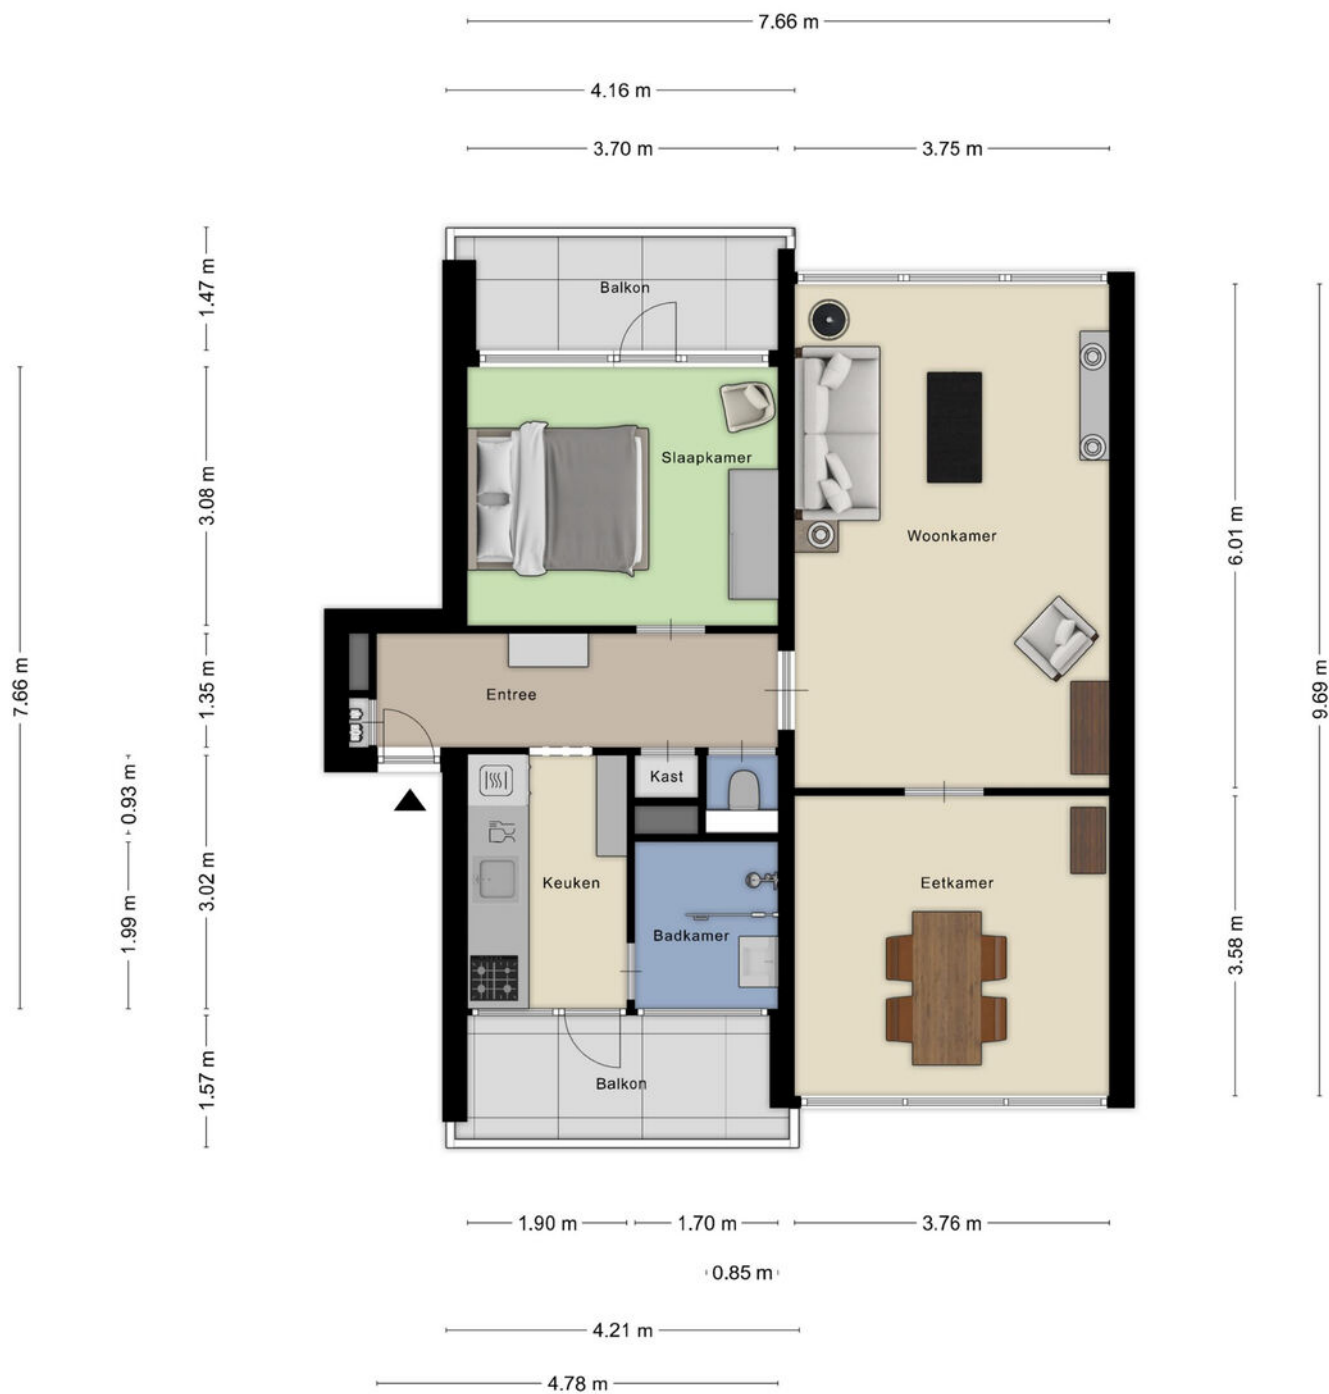 7.66 m
4.16 m
3.70 m
3.75 m
1.47 m
Balkon
3.08 m
Slaapkamer
Woonkamer
6.01 m
7.66 m
1.35 m
Entree
9.69 m
0.93 m
Kast
3.02 m
1.99 m
Keuken
Badkamer
Eetkamer
3.58 m
1.57 m
Balkon
1.90 m
1.70 m
3.76 m
0.85 m
4.21 m
4.78 m